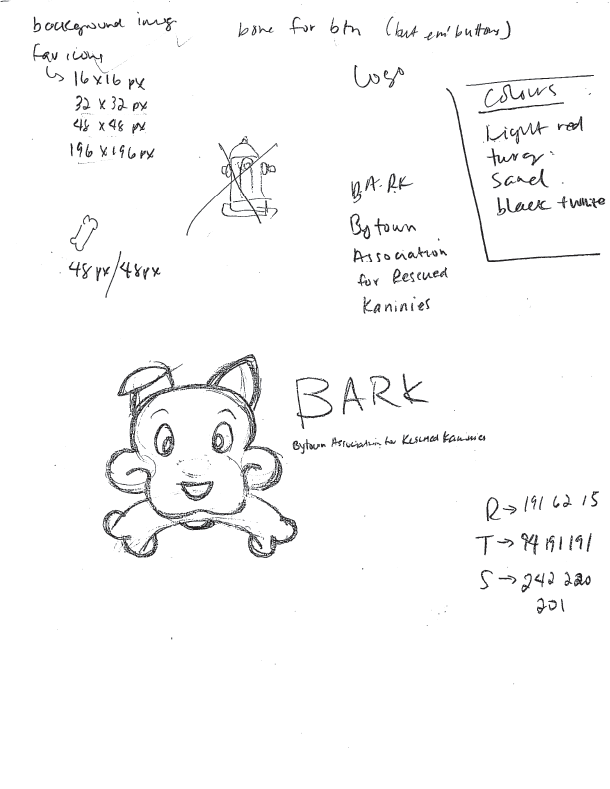 background img
favicons
16x16 px
32 x 32 px
48 x 48 px
196 x 196 px
48px/48px
bone for btn (but em' buttons)
Logo
B.A.R.K
Bytown
Association
for Rescued
Kaninies
Colours
Light red
turq.
Sand
black + white
BARK
Bytown Association for Rescued Kaninies
R→ 191 62 15
T→ 94 191 191
S→ 242 220
201